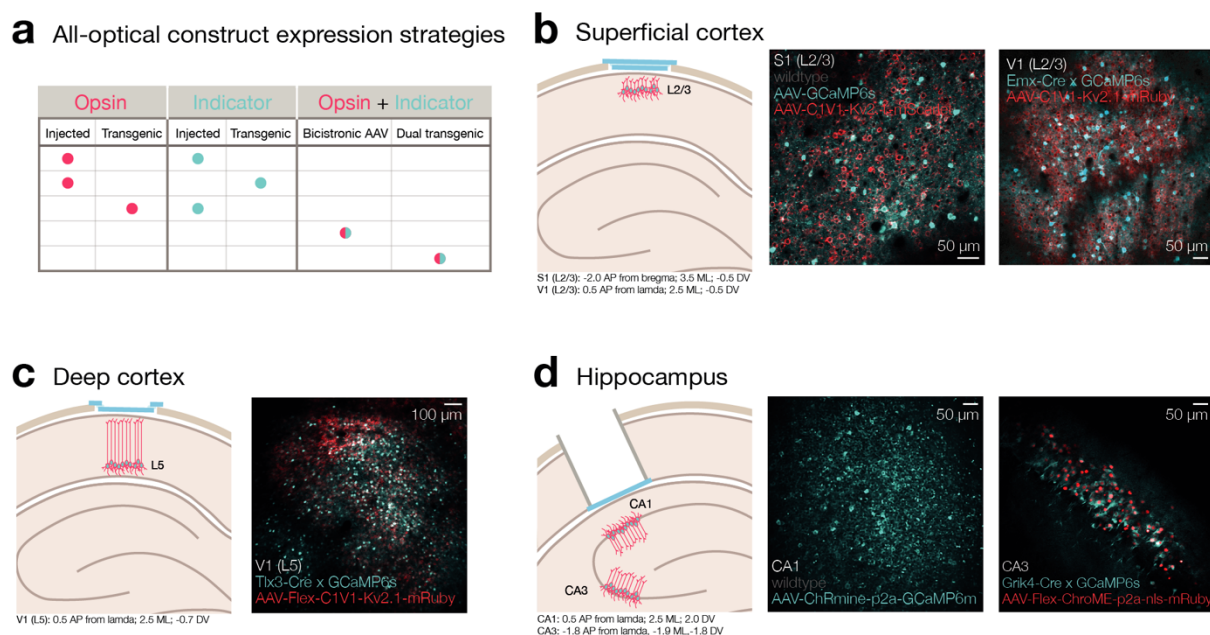 a All-optical construct expression strategies
Opsin Indicator Opsin + Indicator
Injected Transgenic Injected Transgenic Bicistronic AAV Dual transgenic
b Superficial cortex
L2/3
S1 (L2/3): -2.0 AP from bregma; 3.5 ML; -0.5 DV
V1 (L2/3): 0.5 AP from lamda; 2.5 ML; -0.5 DV
S1 (L2/3)
wildtype
AAV-GCaMP6s
50 µm
V1 (L2/3)
Emx-Cre x GCaMP6s
AAV-C1V1-Kv2.1-mRuby
50 µm
c Deep cortex
L5
V1 (L5): 0.5 AP from lamda; 2.5 ML; -0.7 DV
100 µm
V1 (L5)
Tlx3-Cre x GCaMP6s
AAV-Flex-C1V1-Kv2.1-mRuby
d Hippocampus
CA1
CA3
CA1: 0.5 AP from lamda; 2.5 ML; 2.0 DV
CA3: -1.8 AP from lamda, -1.9 ML,-1.8 DV
50 µm
CA1
wildtype
AAV-ChRmine-p2a-GCaMP6m
50 µm
CA3
Grik4-Cre x GCaMP6s
AAV-Flex-ChroME-p2a-nls-mRuby